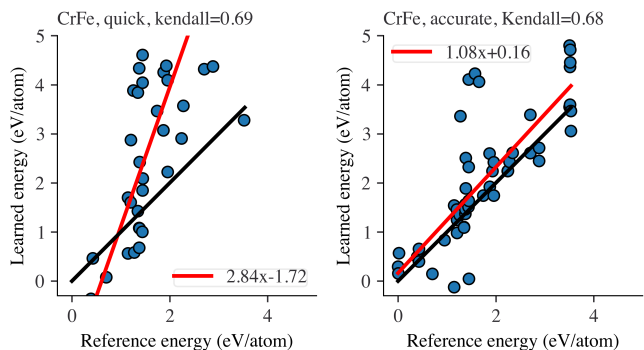 CrFe, quick, kendall=0.69
5
4
3
2
1
0
Learned energy (eV/atom)
2.84x-1.72
0
2
4
Reference energy (eV/atom)
CrFe, accurate, Kendall=0.68
5
4
3
2
1
0
Learned energy (eV/atom)
1.08x+0.16
0
2
4
Reference energy (eV/atom)